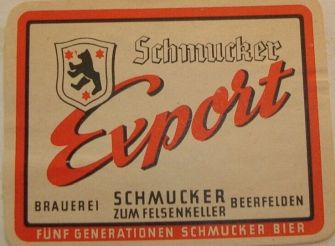 Schmucker
Export
BRAUEREI SCHMUCKER BEERFELDEN
ZUM FELSENKELLER
FÜNF GENERATIONEN SCHMUCKER BIER